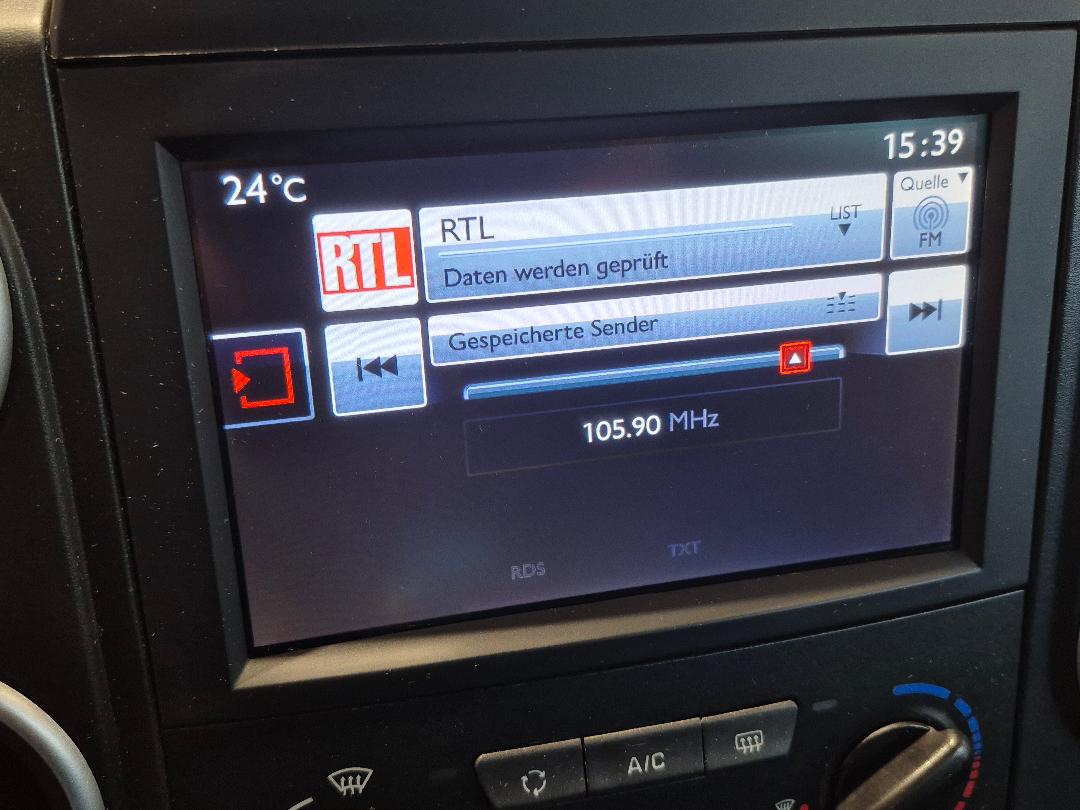 24°C
15:39
RTL
RTL
LIST
Quelle
FM
Daten werden geprüft
Gespeicherte Sender
105.90 MHz
RDS
TXT
A/C